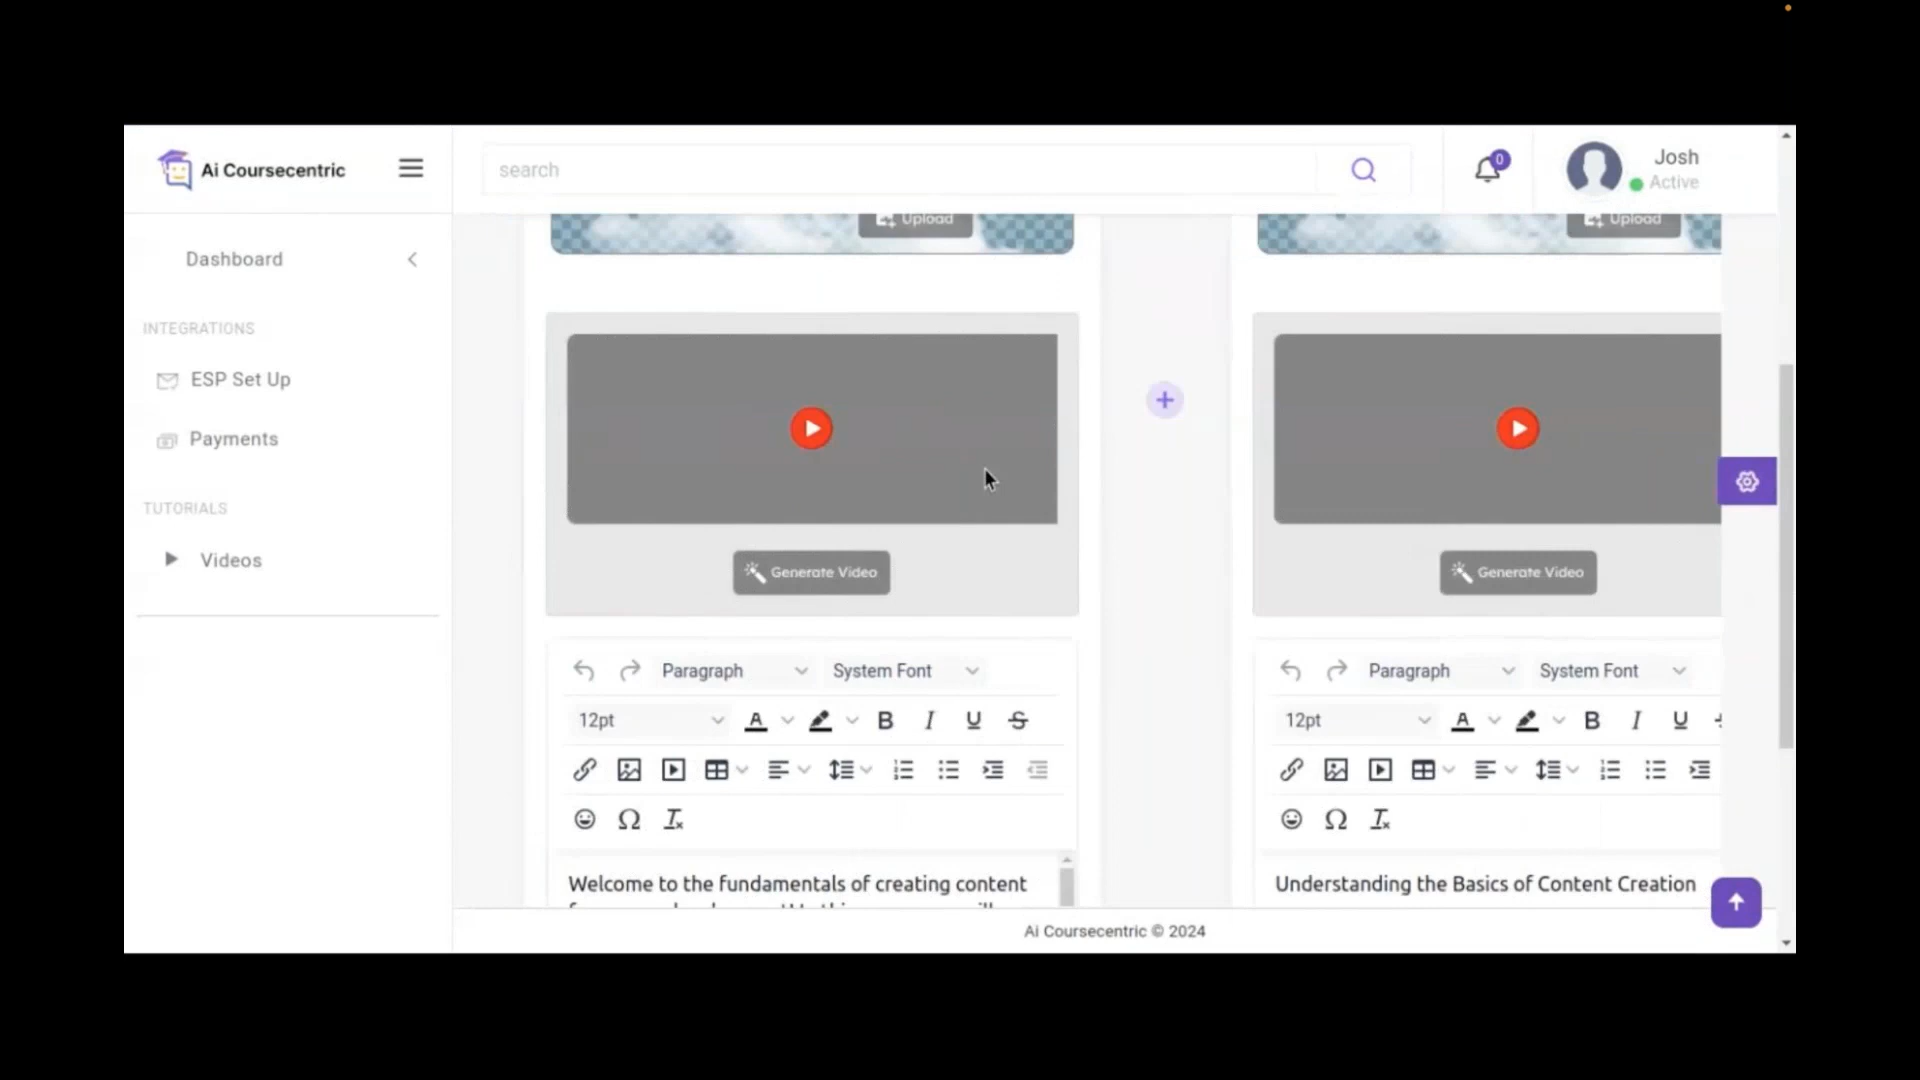 Ai Coursecentric
search
0
Josh
Active
Dashboard
INTEGRATIONS
ESP Set Up
Payments
TUTORIALS
Videos
Upload
Upload
Generate Video
Generate Video
Paragraph
System Font
12pt
Paragraph
System Font
12pt
Welcome to the fundamentals of creating content
Understanding the Basics of Content Creation
Ai Coursecentric © 2024